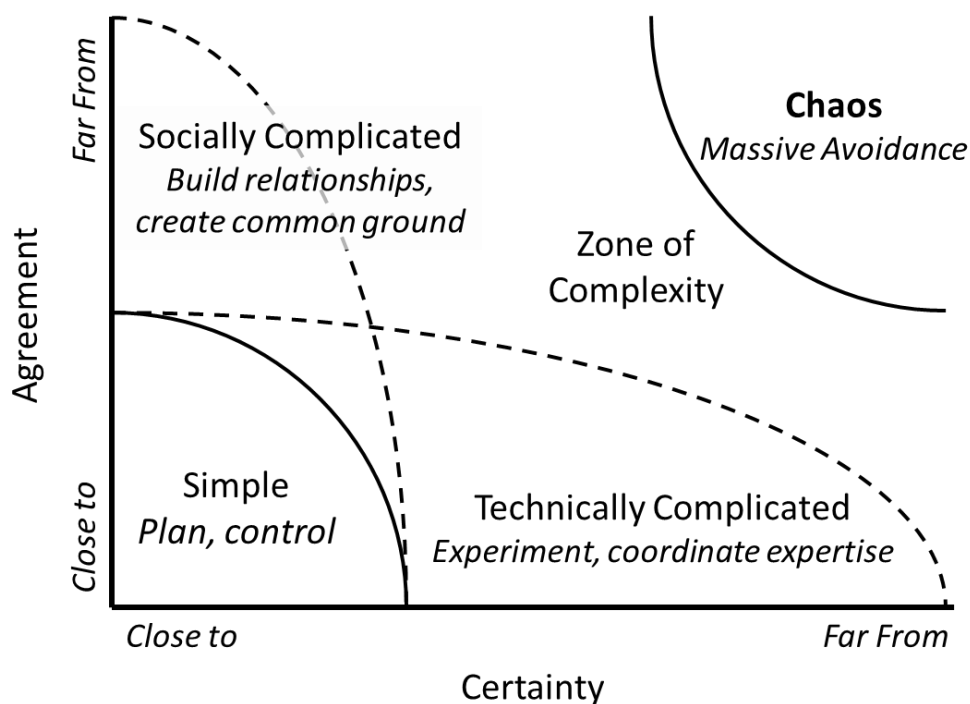 Far From
Chaos
Massive Avoidance
Socially Complicated
Build relationships,
create common ground
Zone of
Complexity
Agreement
Simple
Plan, control
Technically Complicated
Experiment, coordinate expertise
Close to
Close to
Far From
Certainty